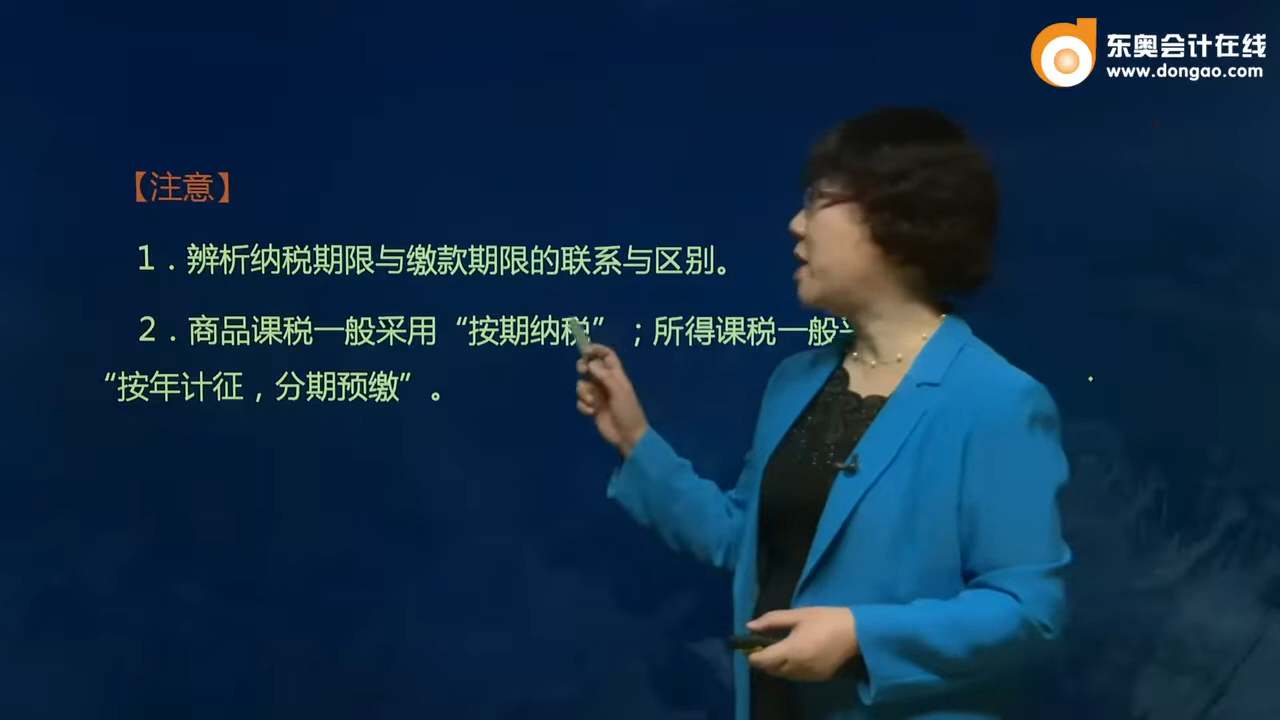 东奥会计在线
www.dongao.com
【注意】
1．辨析纳税期限与缴款期限的联系与区别。
2．商品课税一般采用“按期纳税”；所得课税一般
“按年计征，分期预缴”。